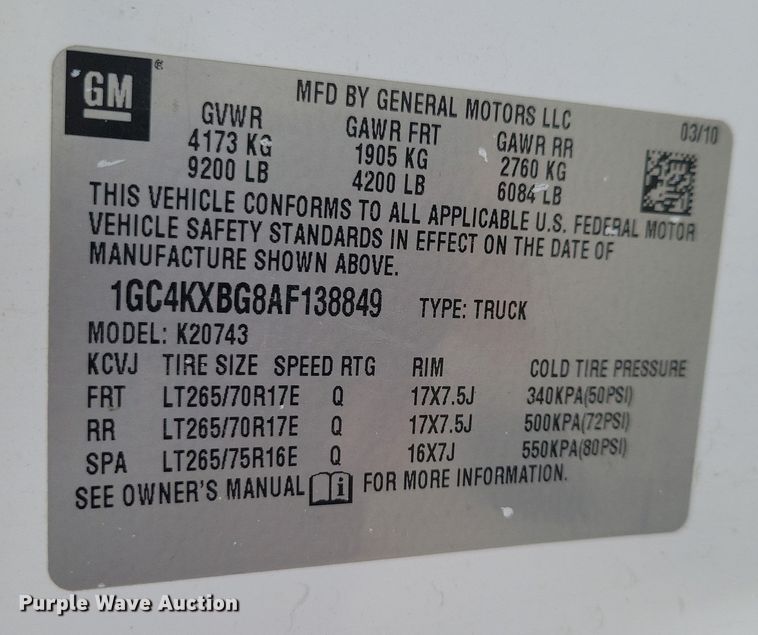 GM ®
MFD BY GENERAL MOTORS LLC
03/10
GVWR GAWR FRT GAWR RR
4173 KG 1905 KG 2760 KG
9200 LB 4200 LB 6084 LB
THIS VEHICLE CONFORMS TO ALL APPLICABLE U.S. FEDERAL MOTOR
VEHICLE SAFETY STANDARDS IN EFFECT ON THE DATE OF
MANUFACTURE SHOWN ABOVE.
1GC4KXBG8AF138849 TYPE: TRUCK
MODEL: K20743
KCVJ TIRE SIZE SPEED RTG RIM COLD TIRE PRESSURE
FRT LT265/70R17E Q 17X7.5J 340KPA(50PSI)
RR LT265/70R17E Q 17X7.5J 500KPA(72PSI)
SPA LT265/75R16E Q 16X7J 550KPA(80PSI)
SEE OWNER'S MANUAL i FOR MORE INFORMATION.
Purple Wave Auction